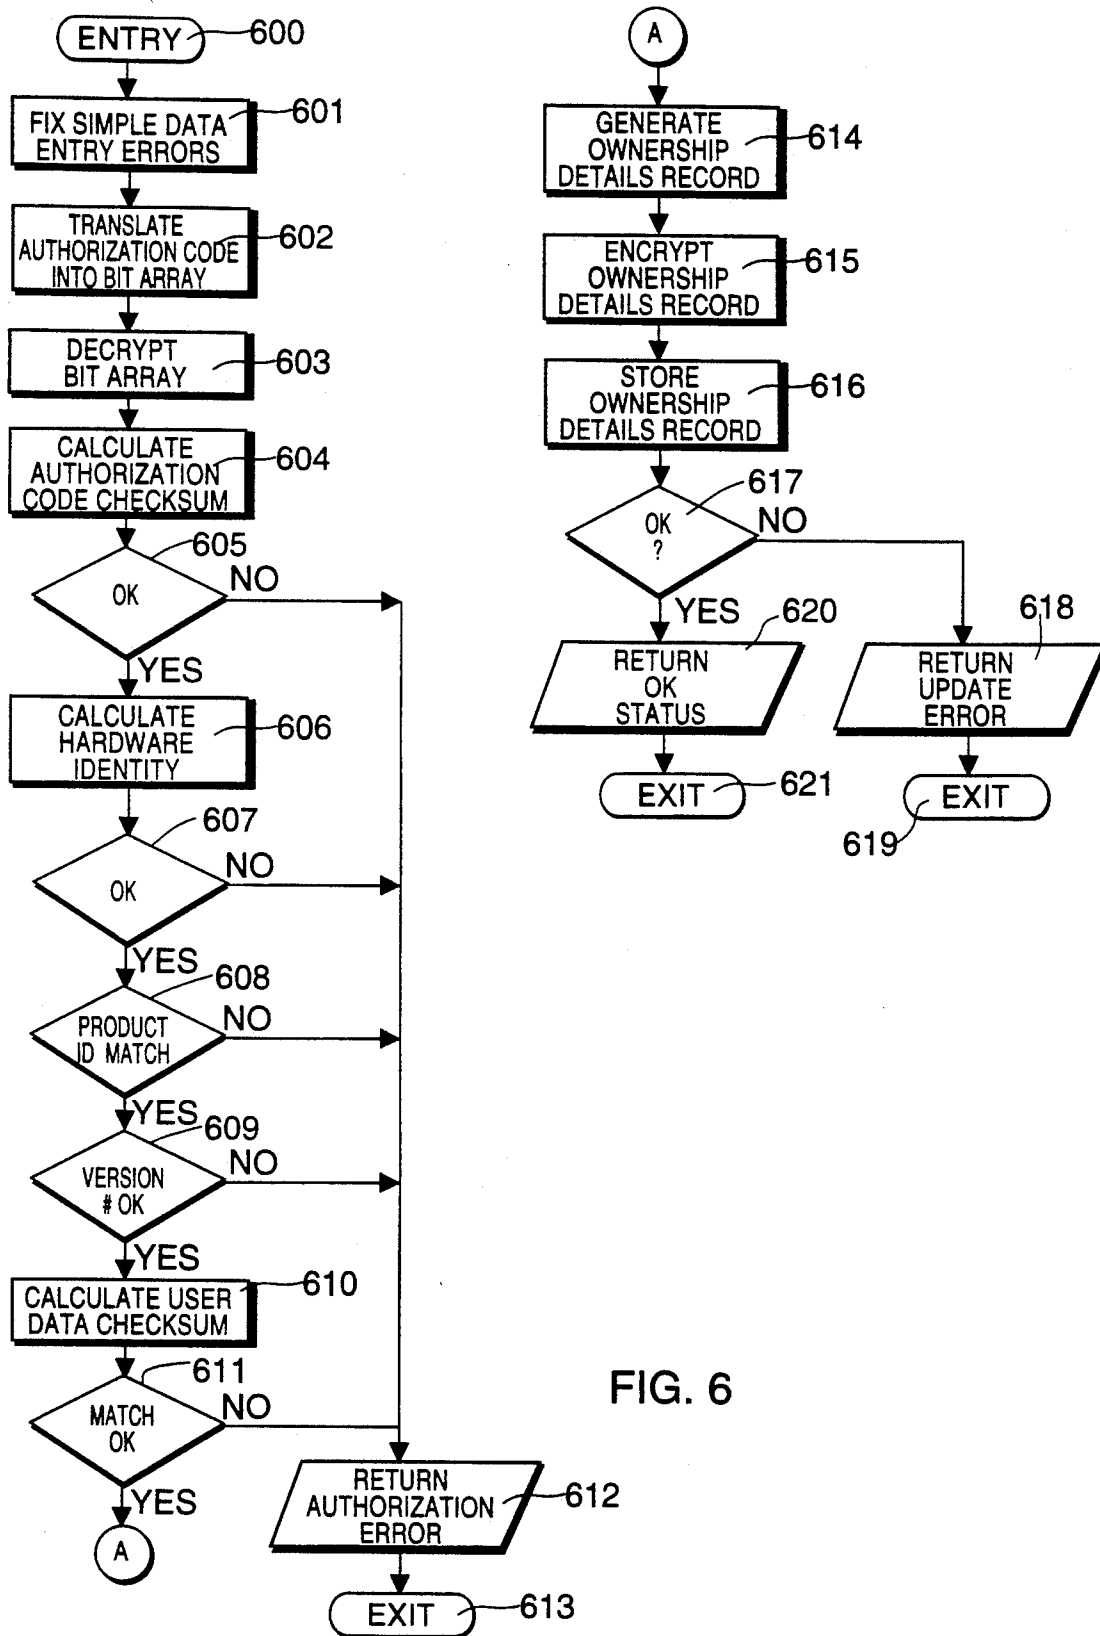 ENTRY 600
FIX SIMPLE DATA 601
ENTRY ERRORS
TRANSLATE
AUTHORIZATION CODE 602
INTO BIT ARRAY
DECRYPT 603
BIT ARRAY
CALCULATE
AUTHORIZATION 604
CODE CHECKSUM
605
OK
NO
YES
CALCULATE
HARDWARE 606
IDENTITY
607
OK
NO
YES
608
PRODUCT
ID MATCH
NO
YES
609
VERSION
# OK
NO
YES
CALCULATE USER 610
DATA CHECKSUM
611
MATCH
OK
NO
YES
A
RETURN
AUTHORIZATION 612
ERROR
EXIT 613
A
GENERATE
OWNERSHIP 614
DETAILS RECORD
ENCRYPT
OWNERSHIP 615
DETAILS RECORD
STORE
OWNERSHIP 616
DETAILS RECORD
617
OK
?
NO
YES
620
RETURN
OK
STATUS
EXIT 621
618
RETURN
UPDATE
ERROR
EXIT
619
FIG. 6